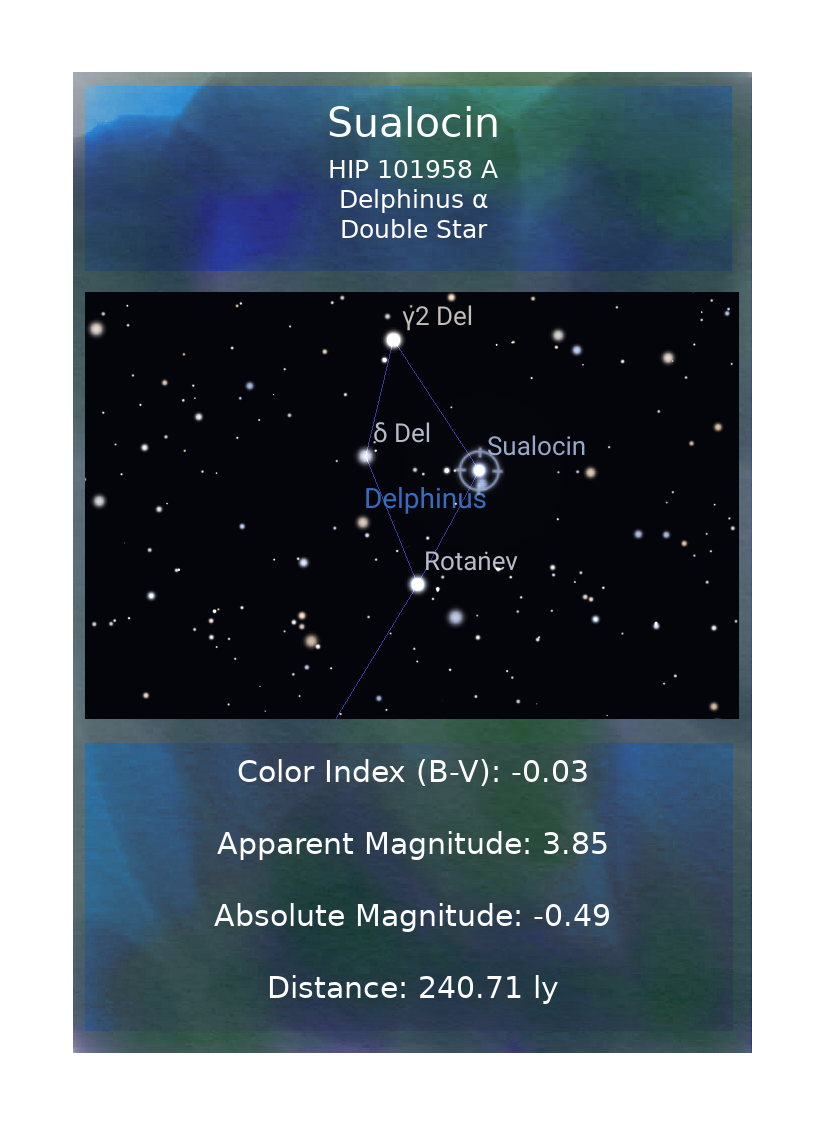 Sualocin
HIP 101958 A
Delphinus α
Double Star
γ2 Del
δ Del
Sualocin
Delphinus
Rotanev
Color Index (B-V): -0.03
Apparent Magnitude: 3.85
Absolute Magnitude: -0.49
Distance: 240.71 ly